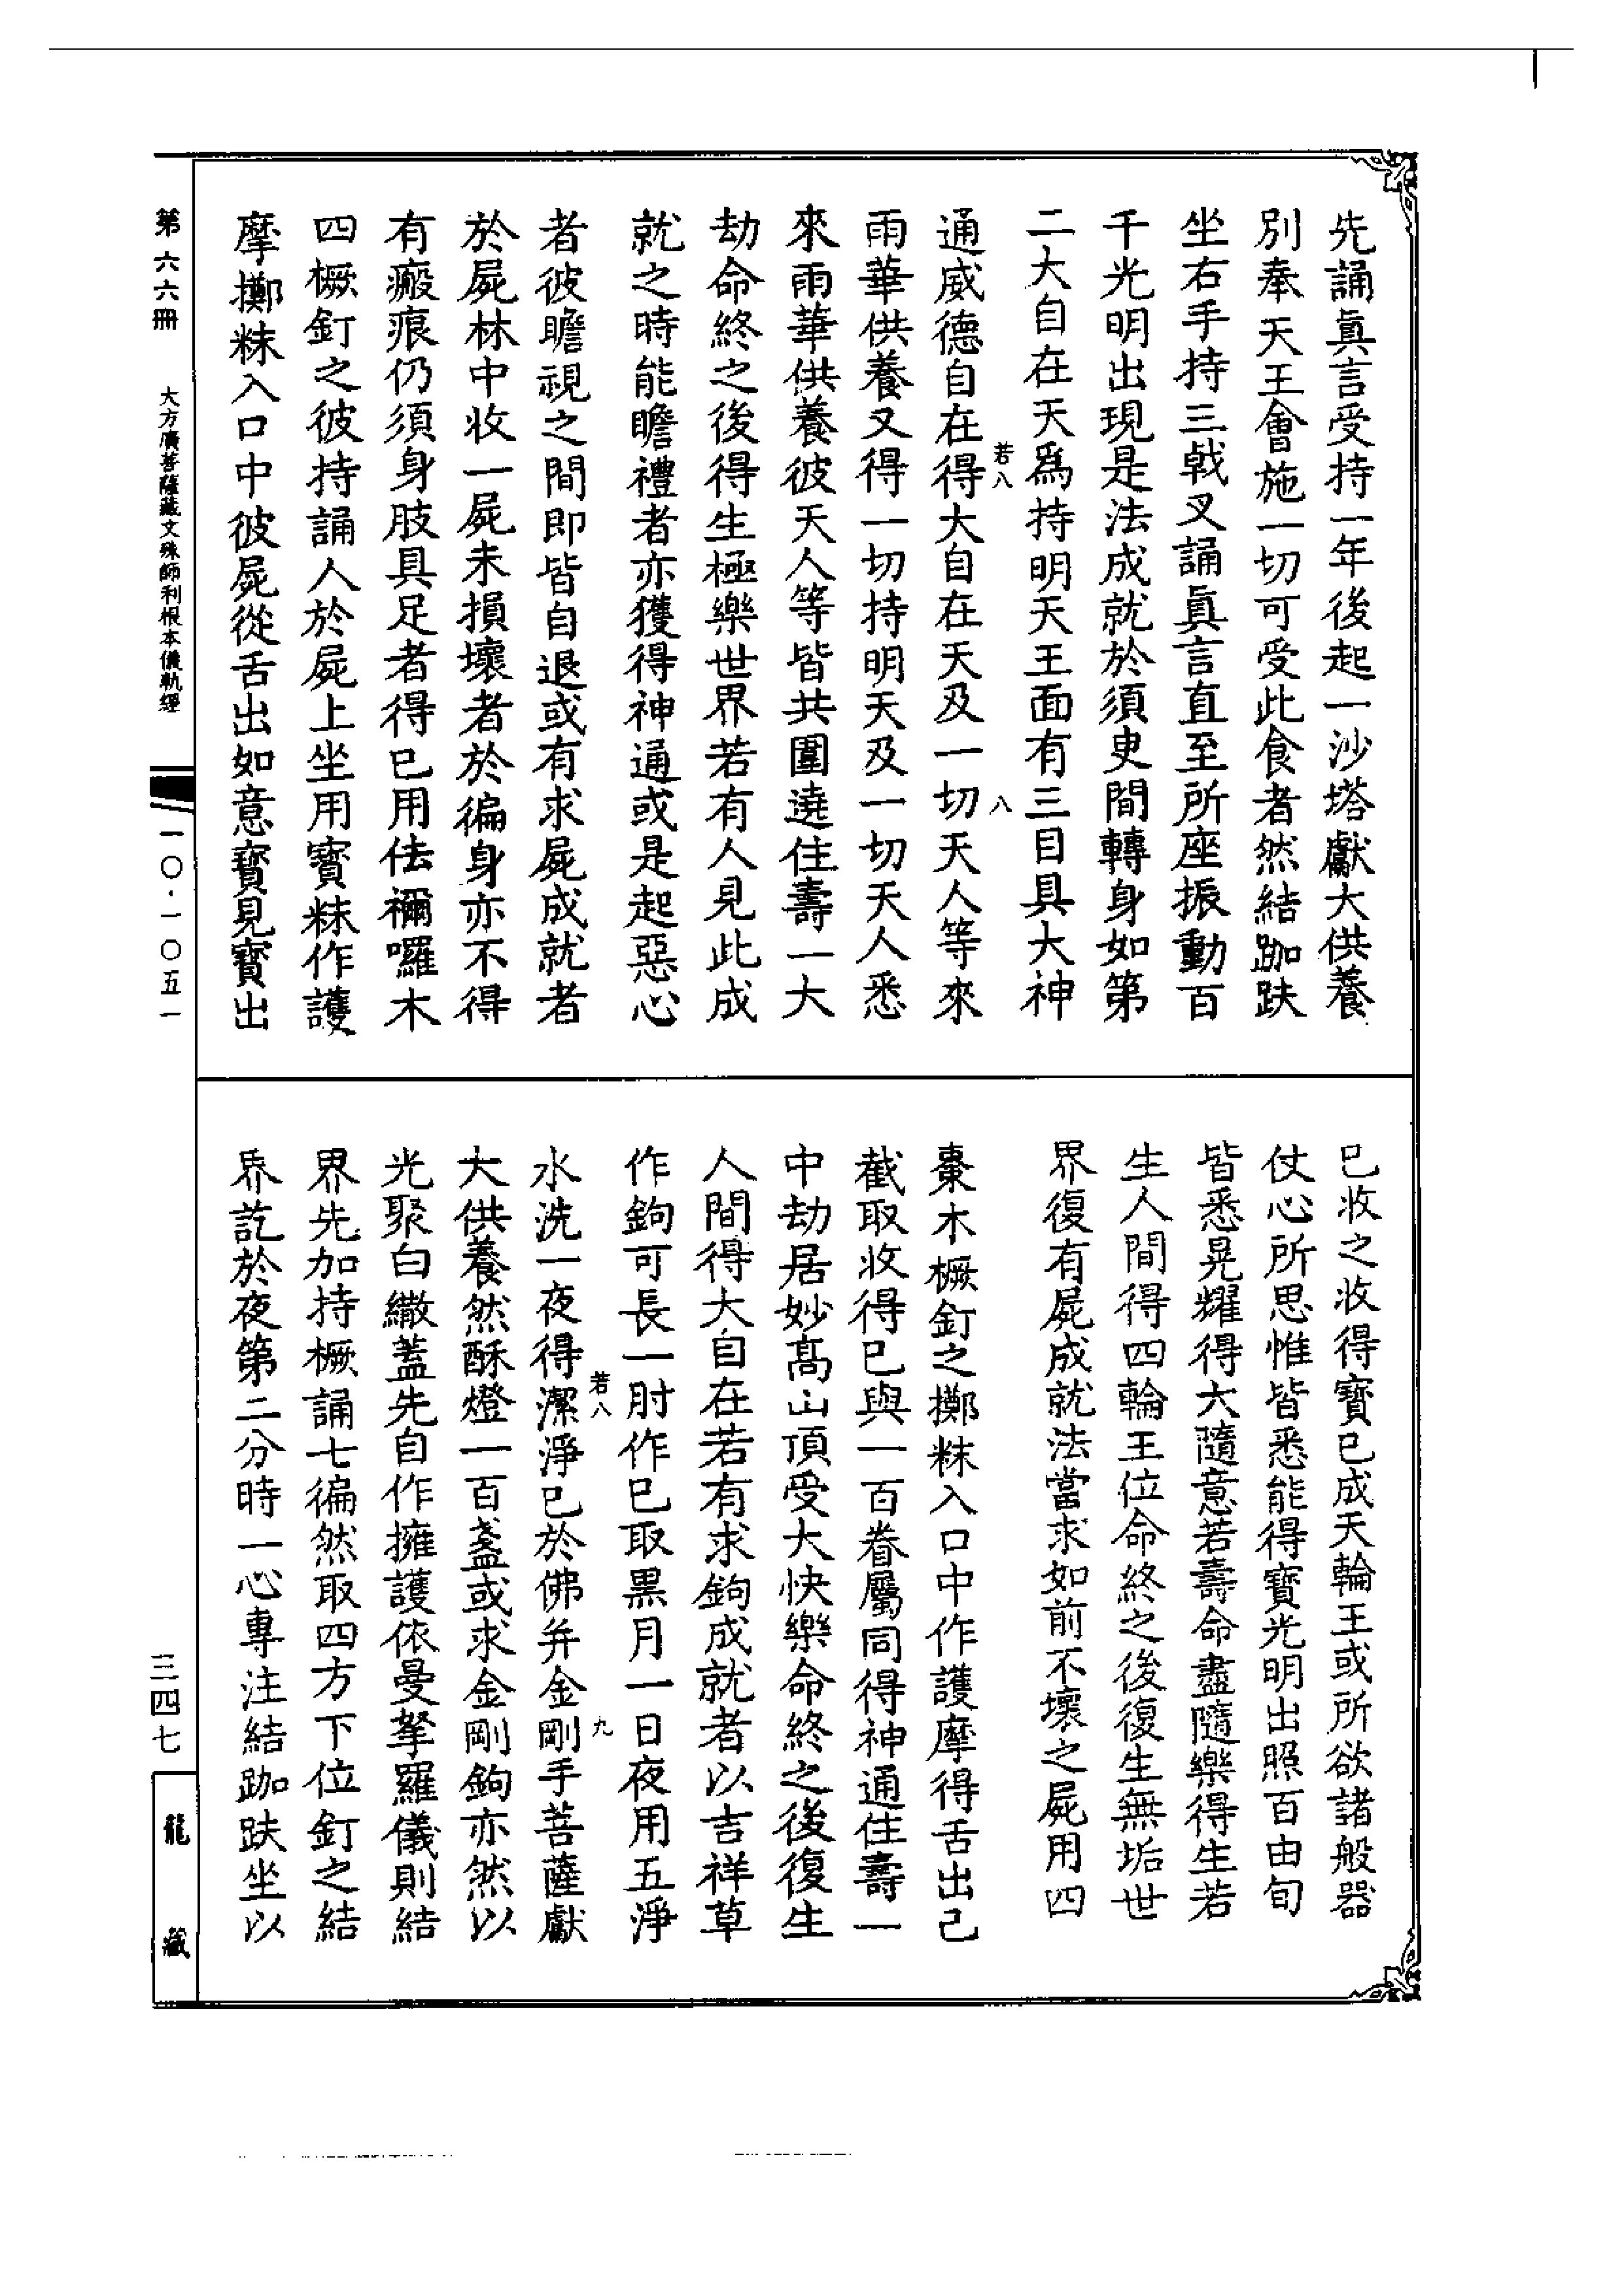 先誦眞言受持一年後起一沙塔獻大供養
別奉天王會施一切可受此食者然結跏趺
坐右手持三戟叉誦眞言直至所座振動百
千光明出現是法成就於須臾間轉身如第
二大自在天爲持明天王面有三目具大神
若八
八
通威德自在得大自在天及一切天人等來
雨華供養又得一切持明天及一切天人悉
來雨華供養彼天人等皆共圍遶住壽一大
劫命終之後得生極樂世界若有人見此成
就之時能瞻禮者亦獲得神通或是起惡心
者彼瞻視之間即皆自退或有求屍成就者
於屍林中收一屍未損壞者於徧身亦不得
有瘢痕仍須身肢具足者得已用佉禰囉木
四橛釘之彼持誦人於屍上坐用寳粖作護
摩擲粖入口中彼屍從舌出如意寳見寳出
已收之收得寶已成天輪王或所欲諸般器
仗心所思惟皆悉能得寶光明出照百由旬
皆悉晃耀得大隨意若壽命盡隨樂得生若
生人間得四輪王位命終之後復生無垢世
界復有屍成就法當求如前不壞之屍用四
棗木橛釘之擲粖入口中作護摩得舌出已
截取收得已與一百眷屬同得神通住壽一
中劫居妙髙山頂受大快樂命終之後復生
人間得大自在若有求鉤成就者以吉祥草
作鉤可長一肘作已取黒月一日夜用五淨
若八
九
水洗一夜得潔淨已於佛并金剛手菩薩獻
大供養然酥燈一百盞或求金剛鉤亦然以
光聚白繖蓋先自作擁護依曼拏羅儀則結
界先加持橛誦七徧然取四方下位釘之結
界訖於夜第二分時一心專注結跏趺坐以
第六六冊
大方廣菩薩藏文殊師利根本儀軌經
一〇·一〇五一
三四七
龍藏